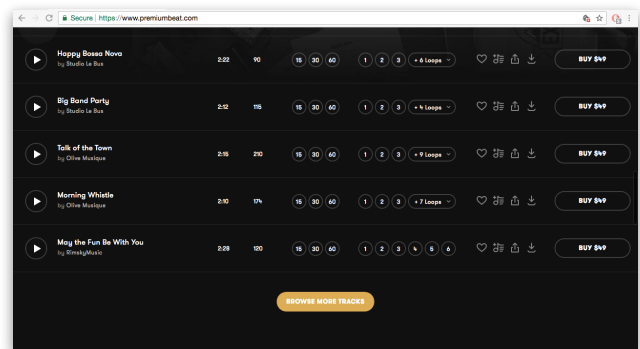 Secure | https://www.premiumbeat.com
Happy Bossa Nova 2:22 90 15 30 60 1 2 3 + 6 Loops BUY $49
by Studio Le Bus
Big Band Party 2:12 115 15 30 60 1 2 3 + 4 Loops BUY $49
by Studio Le Bus
Talk of the Town 2:15 210 15 30 60 1 2 3 + 9 Loops BUY $49
by Olive Musique
Morning Whistle 2:10 174 15 30 60 1 2 3 + 7 Loops BUY $49
by Olive Musique
May the Fun Be With You 2:28 120 15 30 60 1 2 3 4 5 6 BUY $49
by RimskyMusic
BROWSE MORE TRACKS